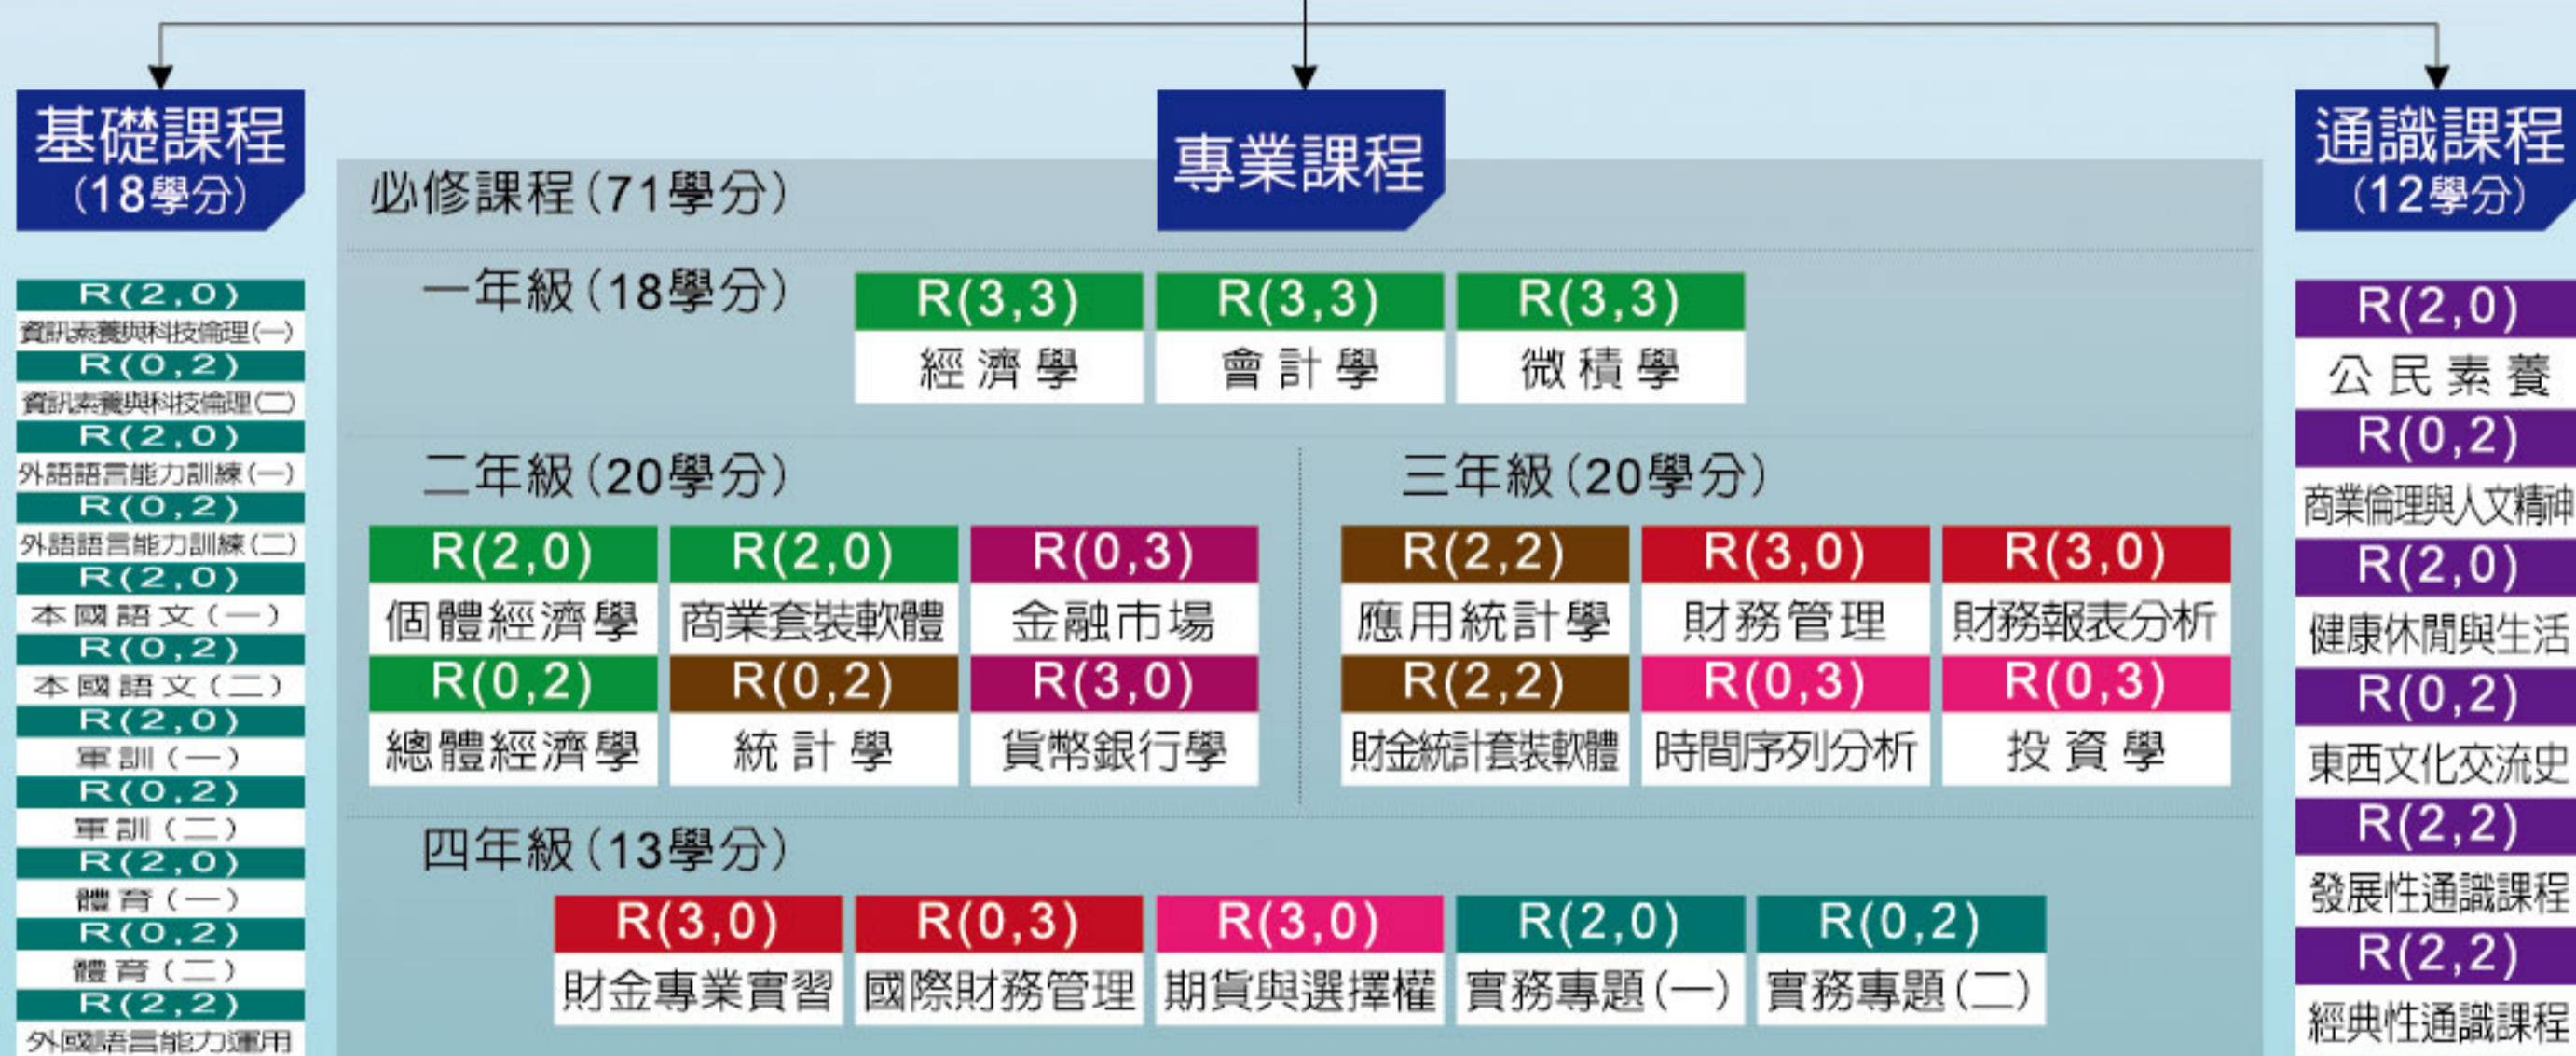 基礎課程
(18學分)
R(2,0)
資訊素養與科技倫理(一)
R(0,2)
資訊素養與科技倫理(二)
R(2,0)
外語語言能力訓練(一)
R(0,2)
外語語言能力訓練(二)
R(2,0)
本國語文(一)
R(0,2)
本國語文(二)
R(2,0)
軍訓(一)
R(0,2)
軍訓(二)
R(2,0)
體育(一)
R(0,2)
體育(二)
R(2,2)
外國語言能力運用
專業課程
必修課程(71學分)
一年級(18學分)
R(3,3) R(3,3) R(3,3)
經濟學 會計學 微積學
二年級(20學分)
R(2,0) R(2,0) R(0,3)
個體經濟學 商業套裝軟體 金融市場
R(0,2) R(0,2) R(3,0)
總體經濟學 統計學 貨幣銀行學
三年級(20學分)
R(2,2) R(3,0) R(3,0)
應用統計學 財務管理 財務報表分析
R(2,2) R(0,3) R(0,3)
財金統計套裝軟體 時間序列分析 投資學
四年級(13學分)
R(3,0) R(0,3) R(3,0) R(2,0) R(0,2)
財金專業實習 國際財務管理 期貨與選擇權 實務專題(一) 實務專題(二)
通識課程
(12學分)
R(2,0)
公民素養
R(0,2)
商業倫理與人文精神
R(2,0)
健康休閒與生活
R(0,2)
東西文化交流史
R(2,2)
發展性通識課程
R(2,2)
經典性通識課程